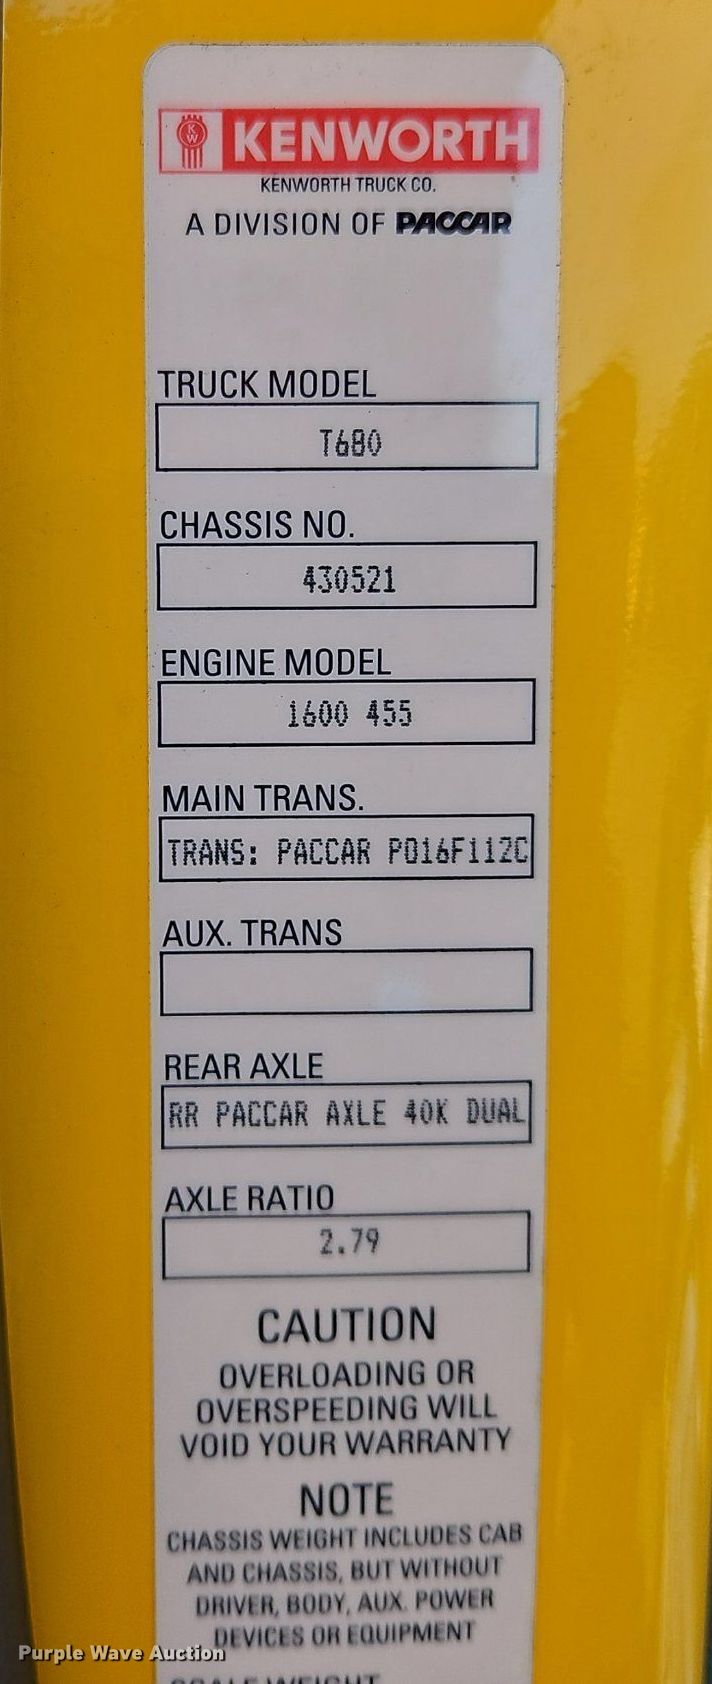 KW KENWORTH
KENWORTH TRUCK CO.
A DIVISION OF PACCAR
TRUCK MODEL
T680
CHASSIS NO.
430521
ENGINE MODEL
1600 455
MAIN TRANS.
TRANS: PACCAR PO16F112C
AUX. TRANS
REAR AXLE
RR PACCAR AXLE 40K DUAL
AXLE RATIO
2.79
CAUTION
OVERLOADING OR
OVERSPEEDING WILL
VOID YOUR WARRANTY
NOTE
CHASSIS WEIGHT INCLUDES CAB
AND CHASSIS, BUT WITHOUT
DRIVER, BODY, AUX. POWER
DEVICES OR EQUIPMENT
SCALE WEIGHT
Purple Wave Auction